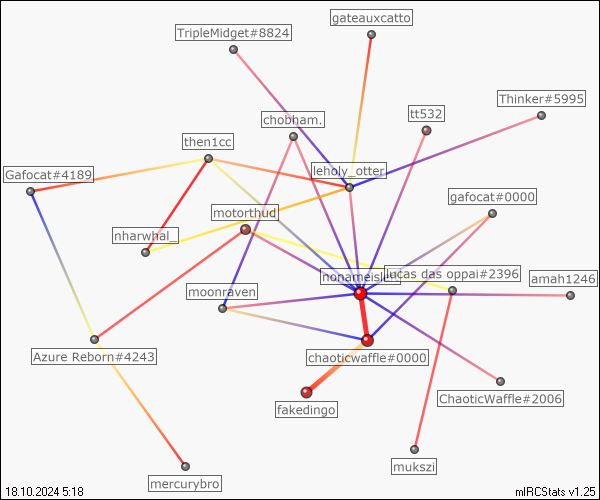 gateauxcatto
TripleMidget#8824
Thinker#5995
tt532
chobham.
then1cc
leholy_otter
Gafocat#4189
gafocat#0000
motorthud
nharwhal_
lucas das oppai#2396
amah1246
moonraven
Azure Reborn#4243
chaoticwaffle#0000
ChaoticWaffle#2006
fakedingo
mukszi
mercurybro
18.10.2024 5:18
mIRCStats v1.25